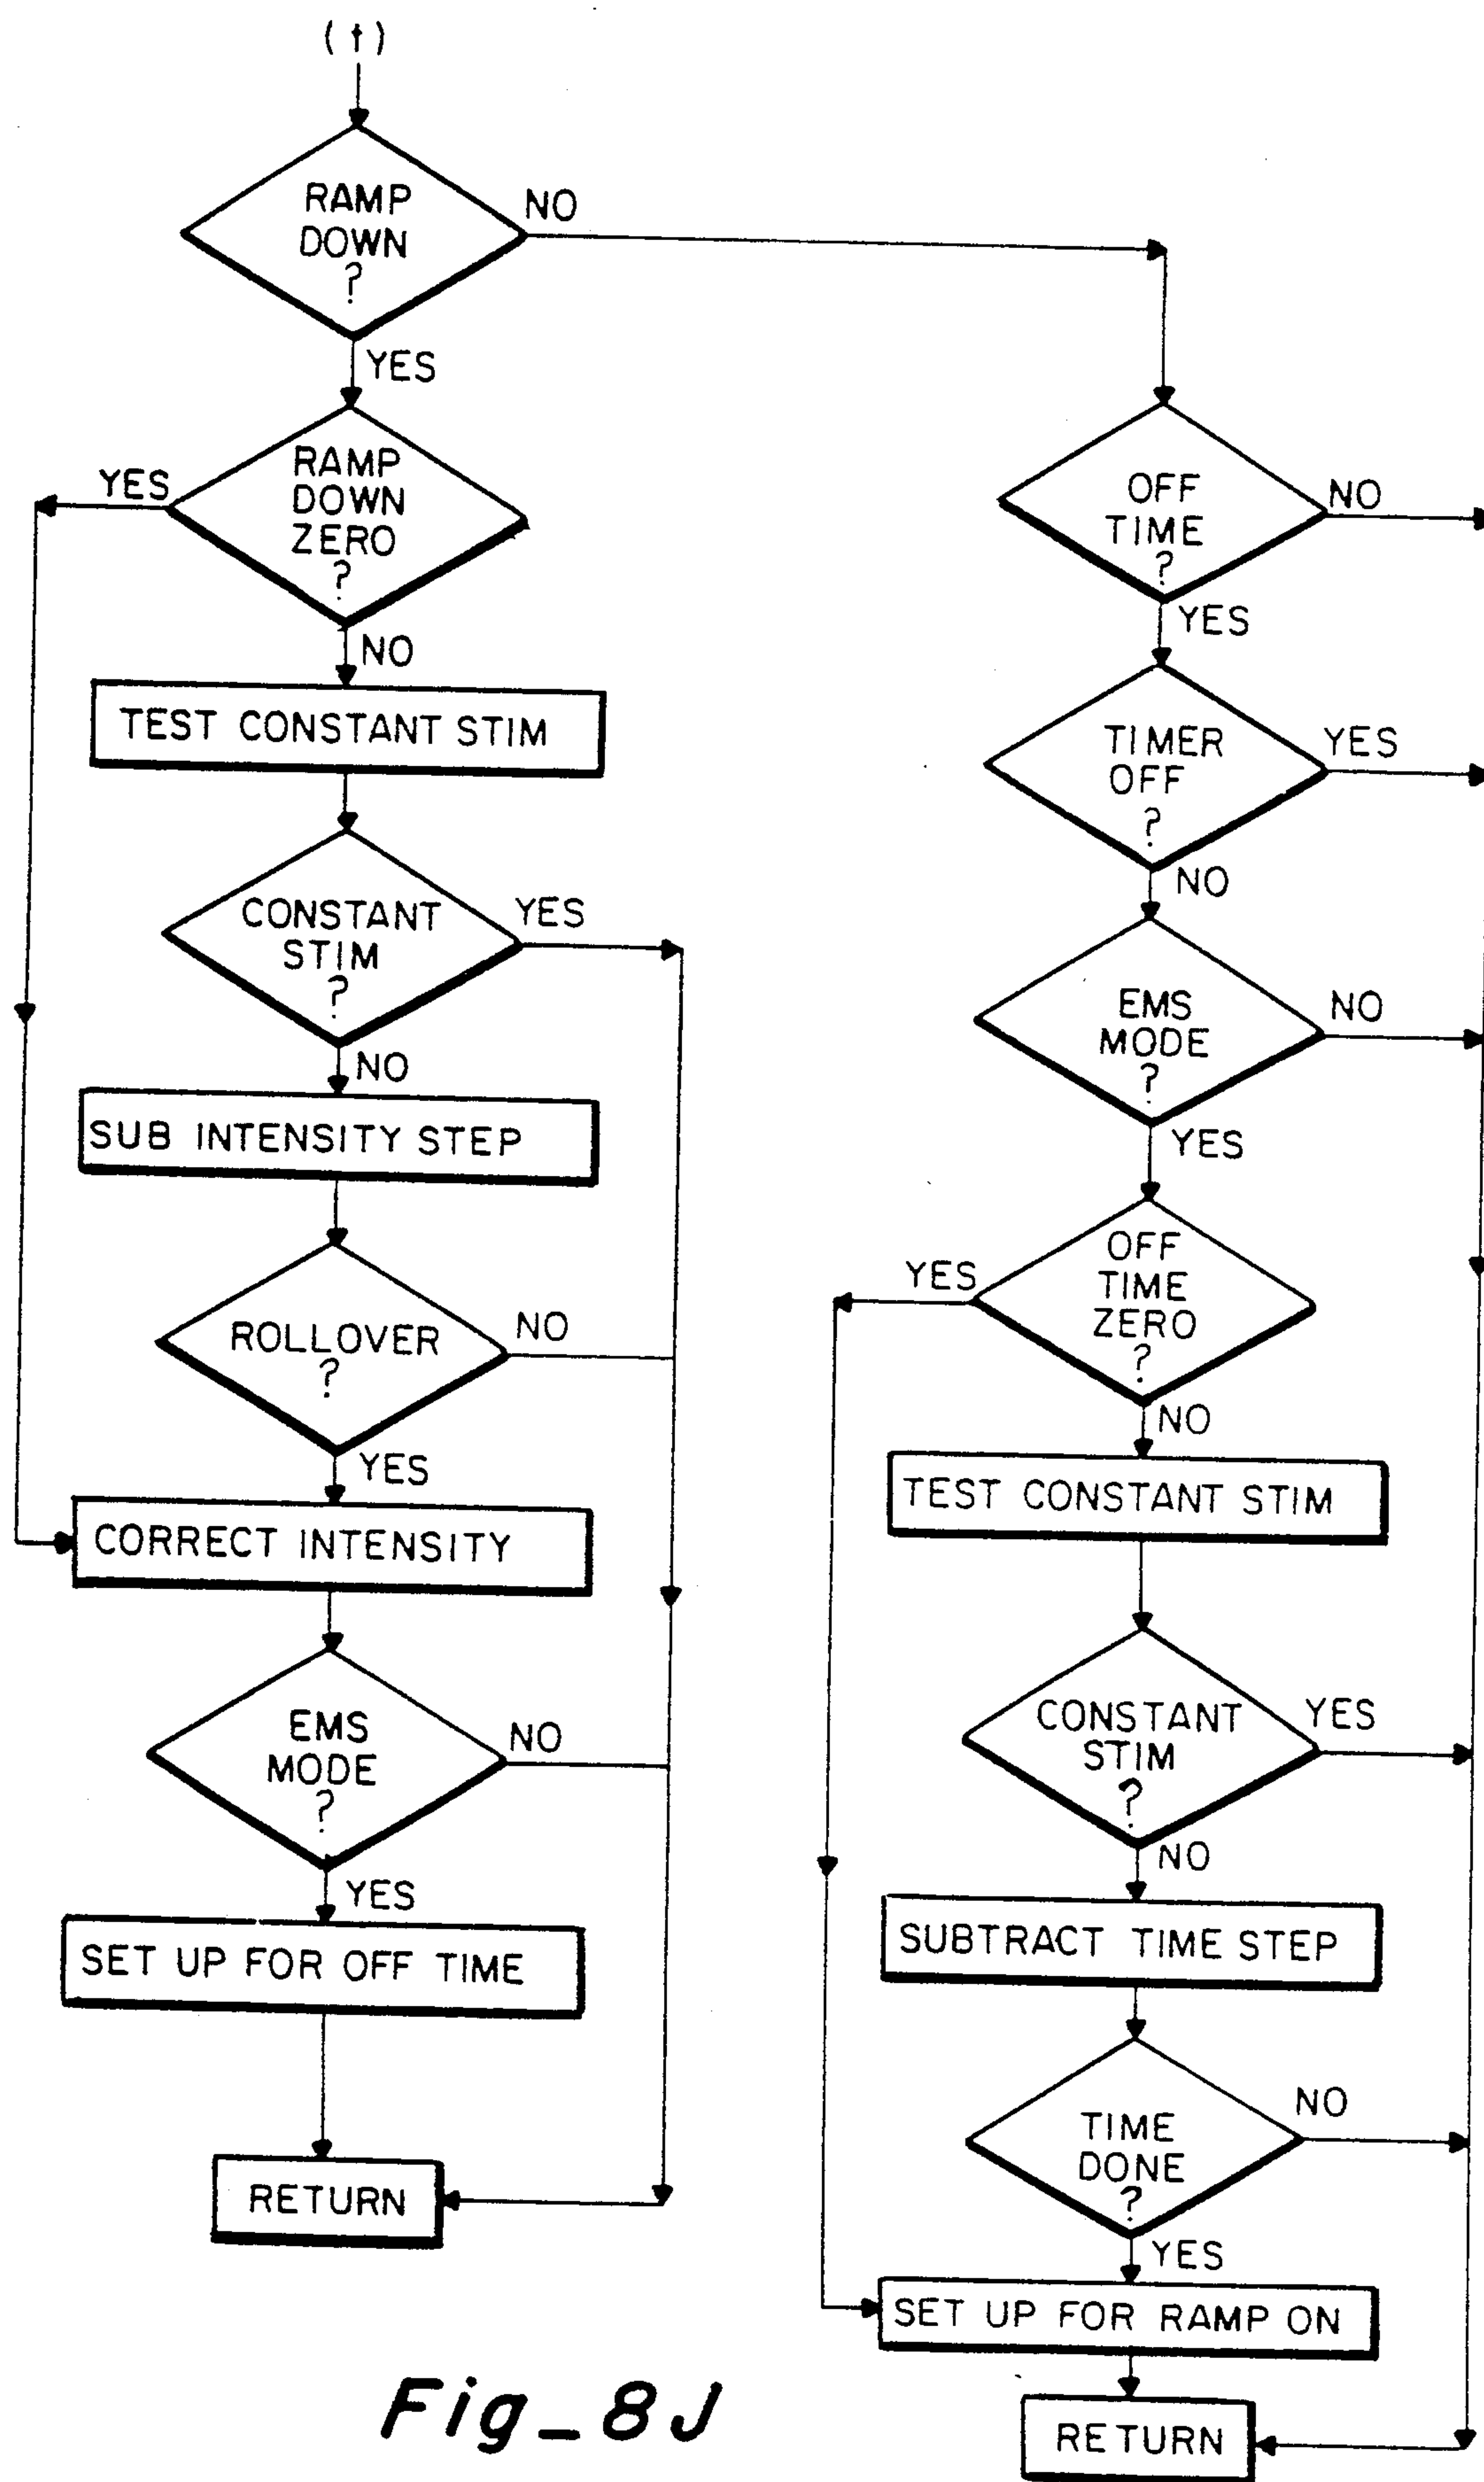 (t)
RAMP
DOWN
?
NO
YES
RAMP
DOWN
ZERO
?
YES
NO
TEST CONSTANT STIM
CONSTANT
STIM
?
YES
NO
SUB INTENSITY STEP
ROLLOVER
?
NO
YES
CORRECT INTENSITY
EMS
MODE
?
NO
YES
SET UP FOR OFF TIME
RETURN
OFF
TIME
?
NO
YES
TIMER
OFF
?
YES
NO
EMS
MODE
?
NO
YES
OFF
TIME
ZERO
?
YES
NO
TEST CONSTANT STIM
CONSTANT
STIM
?
YES
NO
SUBTRACT TIME STEP
TIME
DONE
?
NO
YES
SET UP FOR RAMP ON
RETURN
Fig_8J